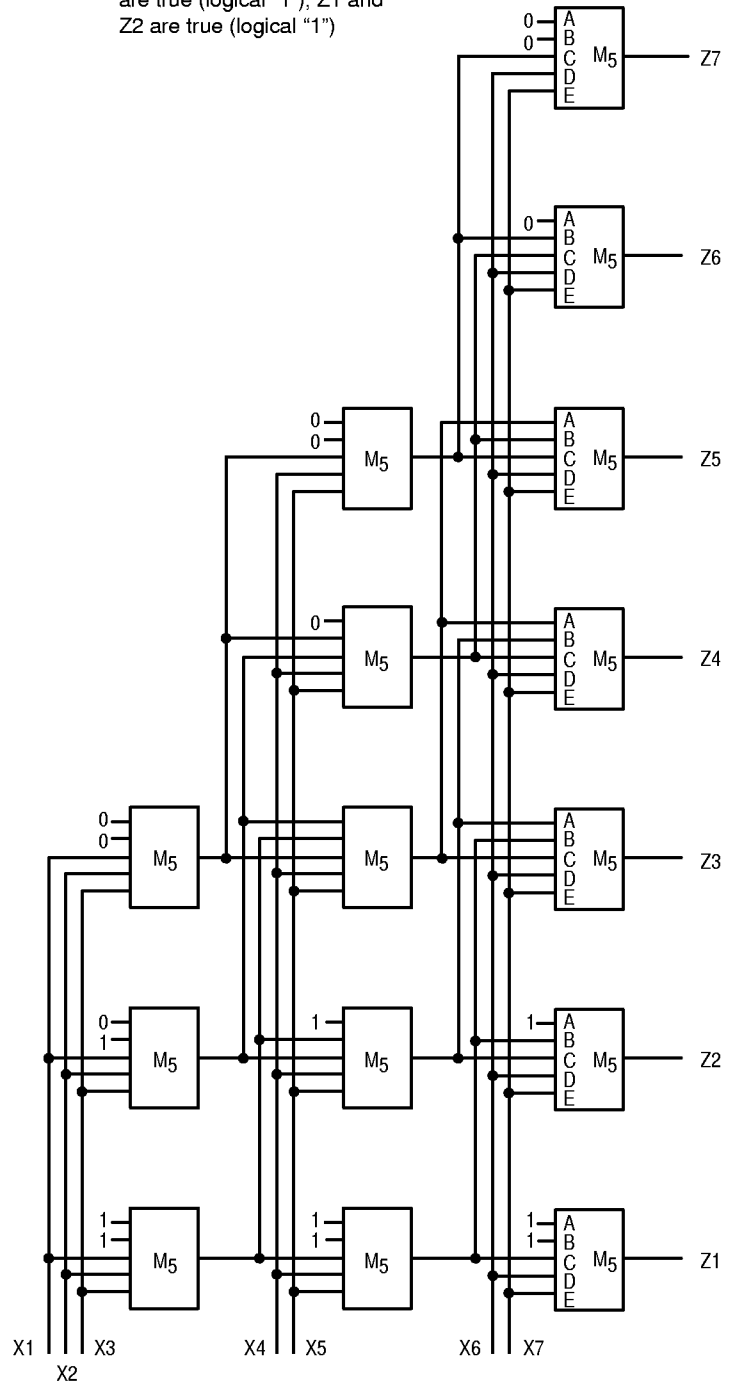 are true (logical "1"), Z1 and
Z2 are true (logical “1”)
0 A
0 B
C M5 Z7
D
E
0 A
B
C M5 Z6
D
E
0
0
M5
A
B
C M5 Z5
D
E
0
M5
A
B
C M5 Z4
D
E
0
0
M5
M5
A
B
C M5 Z3
D
E
0
1
M5
1
M5
1 A
B
C M5 Z2
D
E
1
1
M5
1
1
M5
1 A
1 B
C M5 Z1
D
E
X1 X3 X4 X5 X6 X7
X2